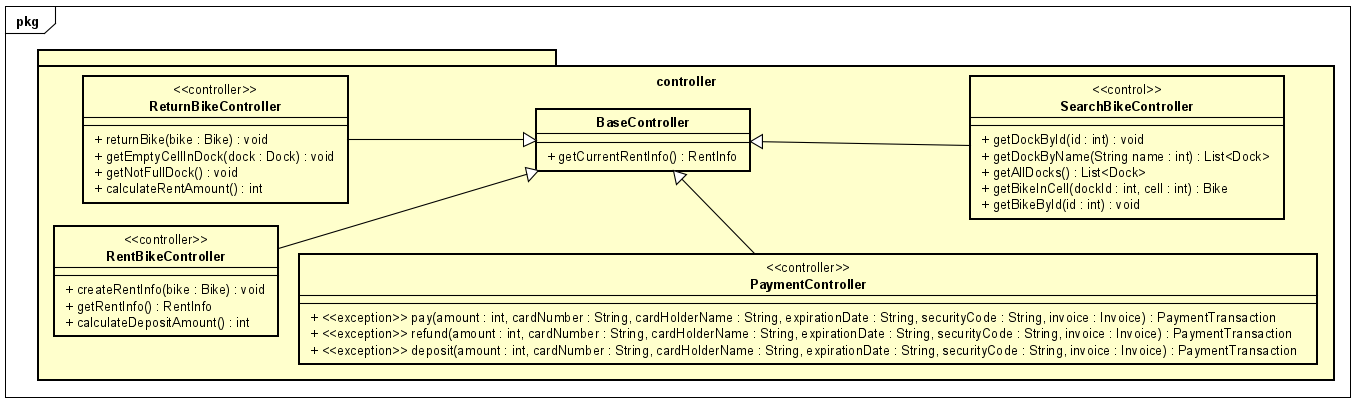 pkg
controller
<<controller>>
ReturnBikeController
+ returnBike(bike : Bike) : void
+ getEmptyCellInDock(dock : Dock) : void
+ getNotFullDock() : void
+ calculateRentAmount() : int
BaseController
+ getCurrentRentInfo() : RentInfo
<<control>>
SearchBikeController
+ getDockById(id : int) : void
+ getDockByName(String name : int) : List<Dock>
+ getAllDocks() : List<Dock>
+ getBikeInCell(dockId : int, cell : int) : Bike
+ getBikeById(id : int) : void
<<controller>>
RentBikeController
+ createRentInfo(bike : Bike) : void
+ getRentInfo() : RentInfo
+ calculateDepositAmount() : int
<<controller>>
PaymentController
+ <<exception>> pay(amount : int, cardNumber : String, cardHolderName : String, expirationDate : String, securityCode : String, invoice : Invoice) : PaymentTransaction
+ <<exception>> refund(amount : int, cardNumber : String, cardHolderName : String, expirationDate : String, securityCode : String, invoice : Invoice) : PaymentTransaction
+ <<exception>> deposit(amount : int, cardNumber : String, cardHolderName : String, expirationDate : String, securityCode : String, invoice : Invoice) : PaymentTransaction